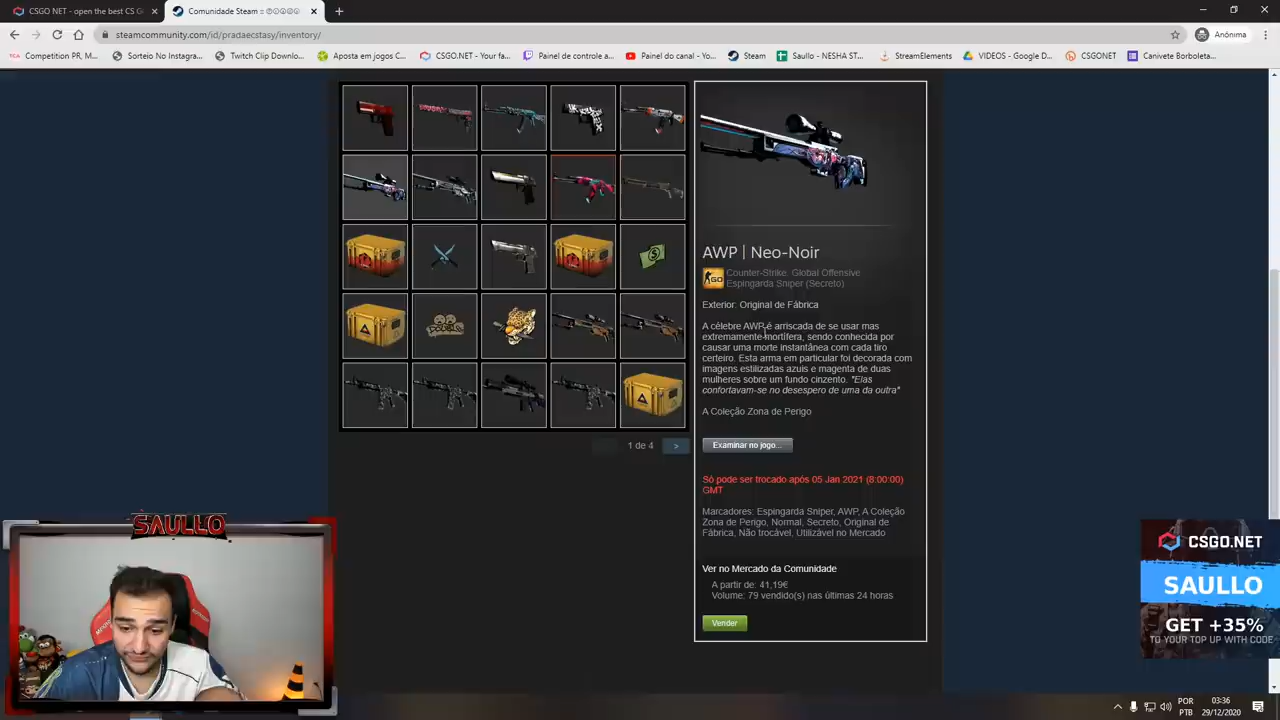 CSGO NET - open the best CS G
Comunidade Steam ::
steamcommunity.com/id/pradaecstasy/inventory/
Anónima
Competition PR, M...
Sorteio No Instagra...
Twitch Clip Downlo...
Aposta em jogos C...
CSGO.NET - Your fa...
Painel de controle a...
Painel do canal - Yo...
Steam
Saullo - NESHA ST...
StreamElements
VIDEOS - Google D...
CSGONET
Canivete Borboleta...
AWP | Neo-Noir
Counter-Strike: Global Offensive
Espingarda Sniper (Secreto)
Exterior: Original de Fábrica
A célebre AWP é arriscada de se usar mas
extremamente mortífera, sendo conhecida por
causar uma morte instantânea com cada tiro
certeiro. Esta arma em particular foi decorada com
imagens estilizadas azuis e magenta de duas
mulheres sobre um fundo cinzento. "Elas
confortavam-se no desespero de uma da outra"
A Coleção Zona de Perigo
1 de 4
>
Examinar no jogo...
Só pode ser trocado após 05 Jan 2021 (8:00:00)
GMT
Marcadores: Espingarda Sniper, AWP, A Coleção
Zona de Perigo, Normal, Secreto, Original de
Fábrica, Não trocável, Utilizável no Mercado
Ver no Mercado da Comunidade
A partir de: 41,19€
Volume: 79 vendido(s) nas últimas 24 horas
Vender
SAULLO
CSGO.NET
SAULLO
GET +35%
TO YOUR TOP UP WITH CODE
POR
PTB
03:36
29/12/2020